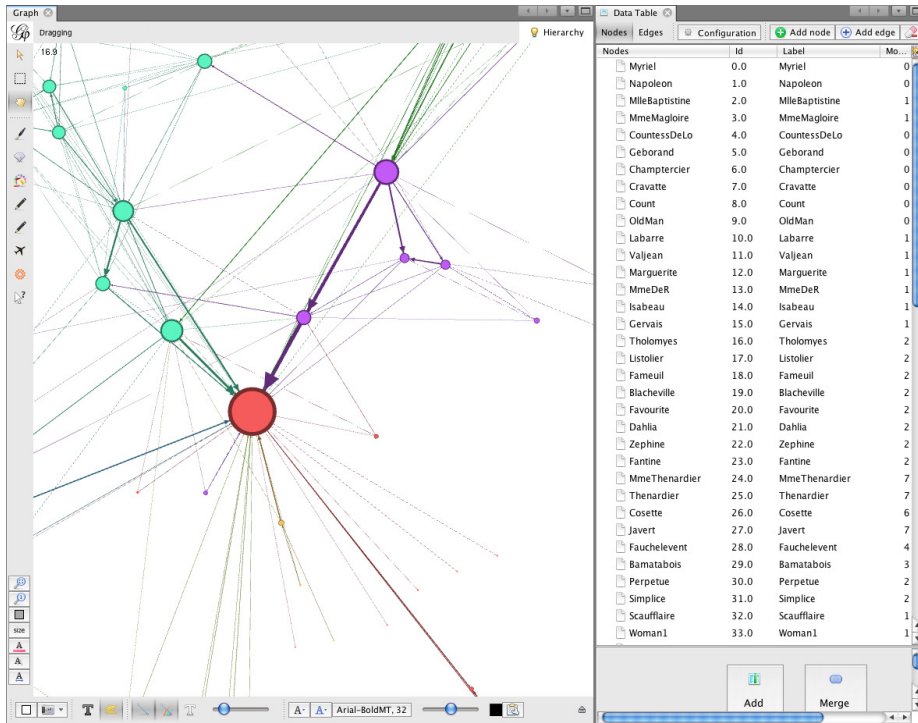 Graph
Data Table
Dragging
Hierarchy
Nodes Edges Configuration Add node Add edge
16.9
Nodes Id Label Mo...
Myriel 0.0 Myriel 0
Napoleon 1.0 Napoleon 0
MlleBaptistine 2.0 MlleBaptistine 1
MmeMagloire 3.0 MmeMagloire 1
CountessDeLo 4.0 CountessDeLo 0
Geborand 5.0 Geborand 0
Champtercier 6.0 Champtercier 0
Cravatte 7.0 Cravatte 0
Count 8.0 Count 0
OldMan 9.0 OldMan 0
Labarre 10.0 Labarre 1
Valjean 11.0 Valjean 1
Marguerite 12.0 Marguerite 1
MmeDeR 13.0 MmeDeR 1
Isabeau 14.0 Isabeau 1
Gervais 15.0 Gervais 1
Tholomyes 16.0 Tholomyes 2
Listolier 17.0 Listolier 2
Fameuil 18.0 Fameuil 2
Blacheville 19.0 Blacheville 2
Favourite 20.0 Favourite 2
Dahlia 21.0 Dahlia 2
Zephine 22.0 Zephine 2
Fantine 23.0 Fantine 2
MmeThenardier 24.0 MmeThenardier 7
Thenardier 25.0 Thenardier 7
Cosette 26.0 Cosette 6
Javert 27.0 Javert 7
Fauchelevent 28.0 Fauchelevent 4
Bamatabois 29.0 Bamatabois 3
Perpetue 30.0 Perpetue 2
Simplice 31.0 Simplice 2
Scaufflaire 32.0 Scaufflaire 1
Woman1 33.0 Woman1 1
size
A
A
A
T T A- A- Arial-BoldMT, 32
Add Merge